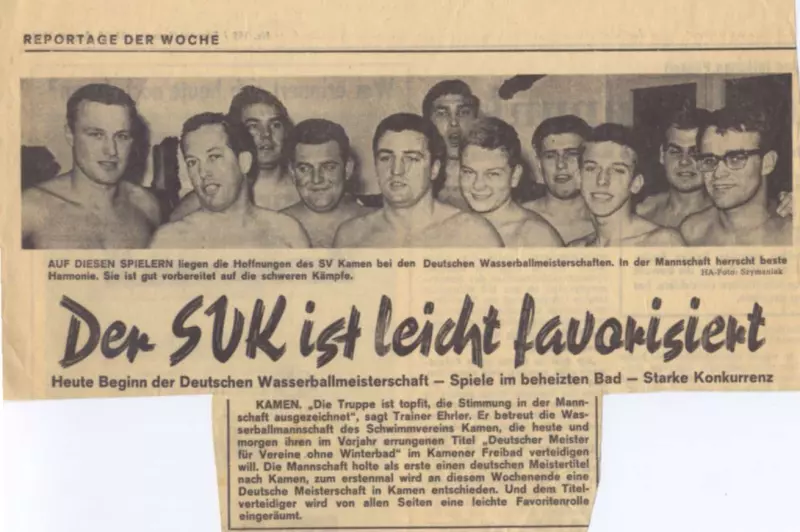 REPORTAGE DER WOCHE
AUF DIESEN SPIELERN liegen die Hoffnungen des SV Kamen bei den Deutschen Wasserballmeisterschaften. In der Mannschaft herrscht beste
Harmonie. Sie ist gut vorbereitet auf die schweren Kämpfe.
HA-Foto: Szymaniak
Der SVK ist leicht favorisiert
Heute Beginn der Deutschen Wasserballmeisterschaft – Spiele im beheizten Bad – Starke Konkurrenz
KAMEN. „Die Truppe ist topfit, die Stimmung in der Mann-
schaft ausgezeichnet", sagt Trainer Ehrler. Er betreut die Was-
serballmannschaft des Schwimmvereins Kamen, die heute und
morgen ihren im Vorjahr errungenen Titel „Deutscher Meister
für Vereine ohne Winterbad" im Kamener Freibad verteidigen
will. Die Mannschaft holte als erste einen deutschen Meistertitel
nach Kamen, zum erstenmal wird an diesem Wochenende eine
Deutsche Meisterschaft in Kamen entschieden. Und dem Titel-
verteidiger wird von allen Seiten eine leichte Favoritenrolle
eingeräumt.